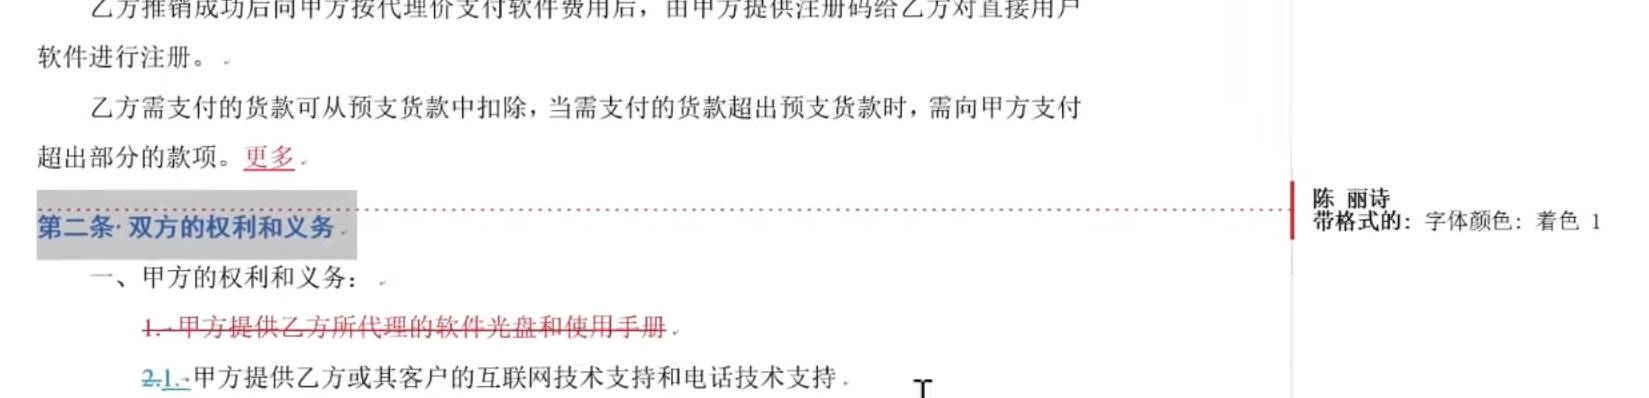 乙方推销成功后向甲方按代理价支付软件费用后，由甲方提供注册码给乙方对直接用户
软件进行注册。
乙方需支付的货款可从预支货款中扣除，当需支付的货款超出预支货款时，需向甲方支付
超出部分的款项。更多
第二条 双方的权利和义务
陈 丽诗
带格式的：字体颜色：着色 1
一、甲方的权利和义务：
1. 甲方提供乙方所代理的软件光盘和使用手册
2.1. 甲方提供乙方或其客户的互联网技术支持和电话技术支持